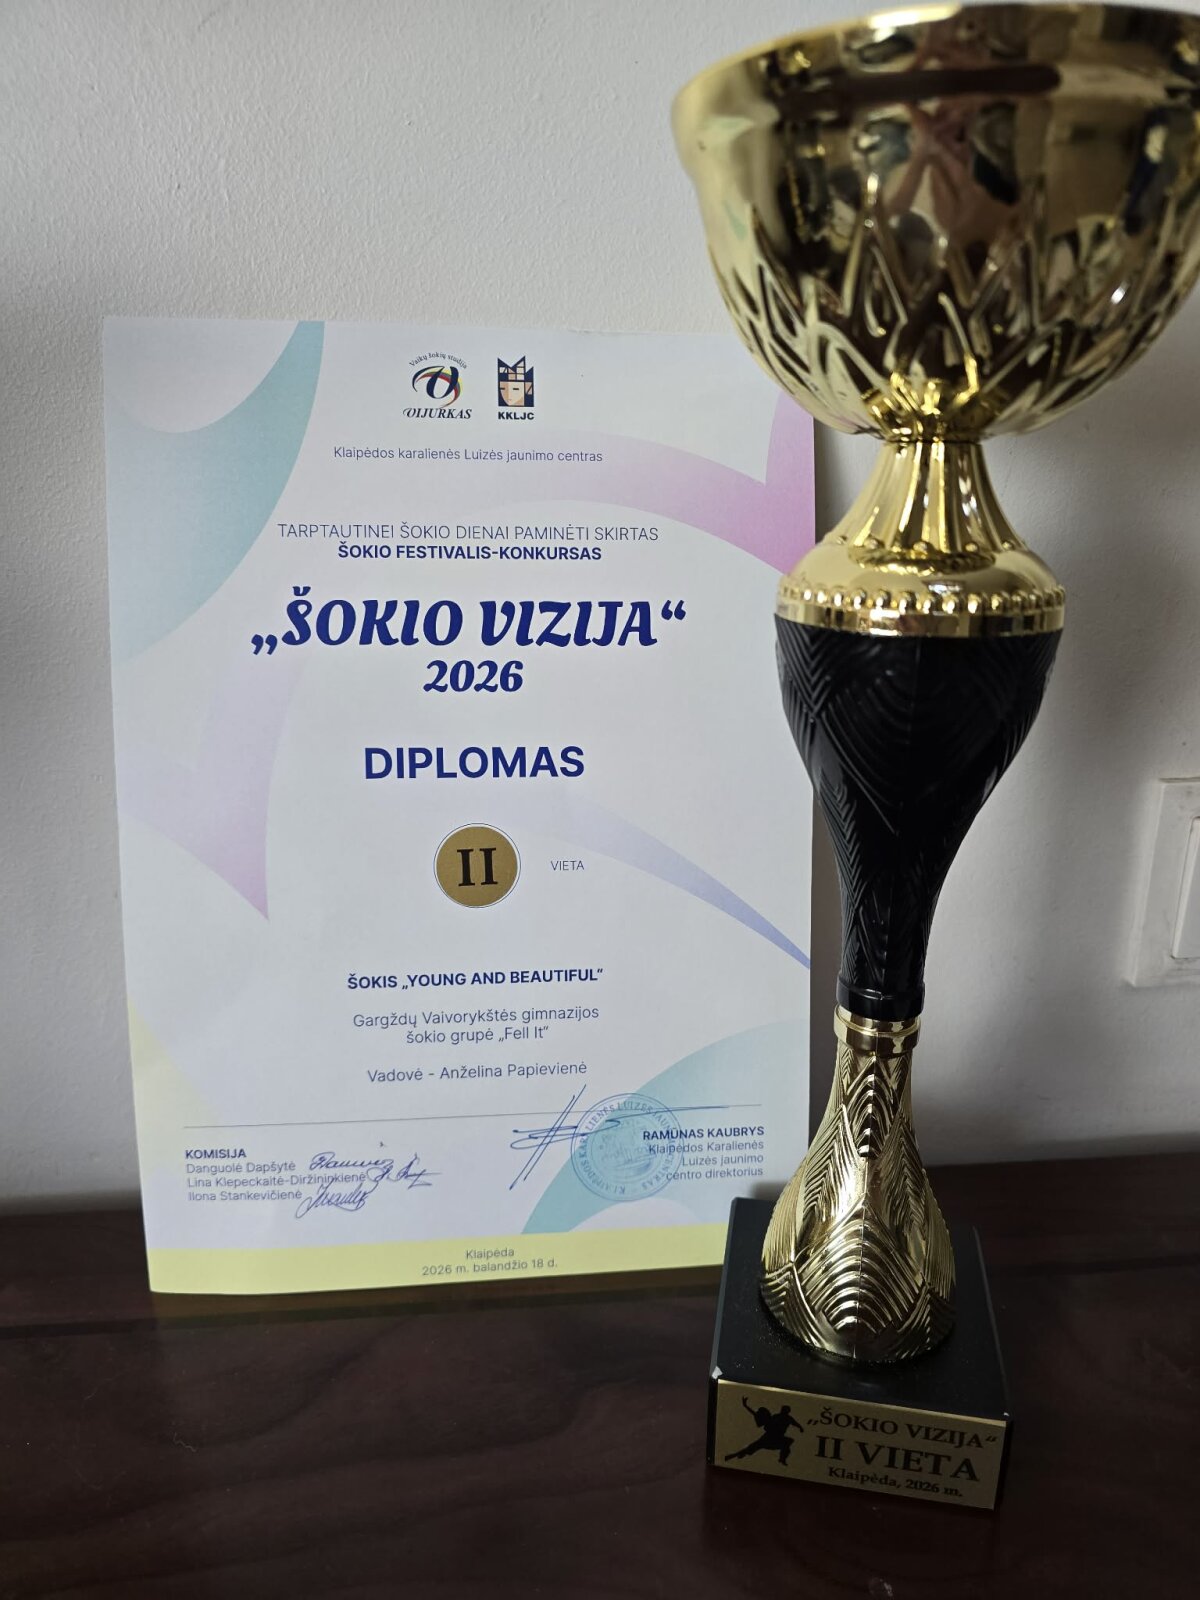 Vaikų šokių studija
VIJURKAS
KKLJC
Klaipėdos karalienės Luizės jaunimo centras
TARPTAUTINEI ŠOKIO DIENAI PAMINĖTI SKIRTAS
ŠOKIO FESTIVALIS-KONKURSAS
„ŠOKIO VIZIJA“
2026
DIPLOMAS
II VIETA
ŠOKIS „YOUNG AND BEAUTIFUL“
Gargždų Vaivorykštės gimnazijos
šokio grupė „Fell It“
Vadovė - Anželina Papievienė
KOMISIJA
Danguolė Dapšytė
Lina Klepeckaitė-Diržininkienė
Ilona Stankevičienė
RAMŪNAS KAUBRYS
Klaipėdos Karalienės
Luizės jaunimo
centro direktorius
Klaipėda
2026 m. balandžio 18 d.
„ŠOKIO VIZIJA“
II VIETA
Klaipėda, 2026 m.